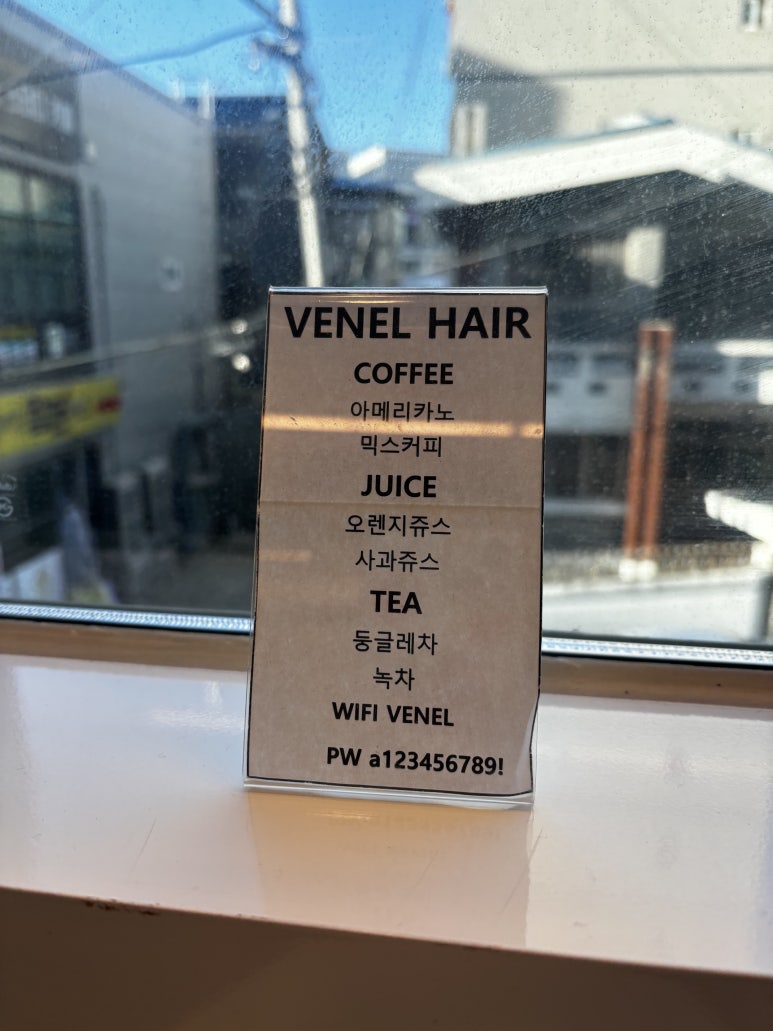 VENEL HAIR
COFFEE
아메리카노
믹스커피
JUICE
오렌지쥬스
사과쥬스
TEA
둥글레차
녹차
WIFI VENEL
PW a123456789!